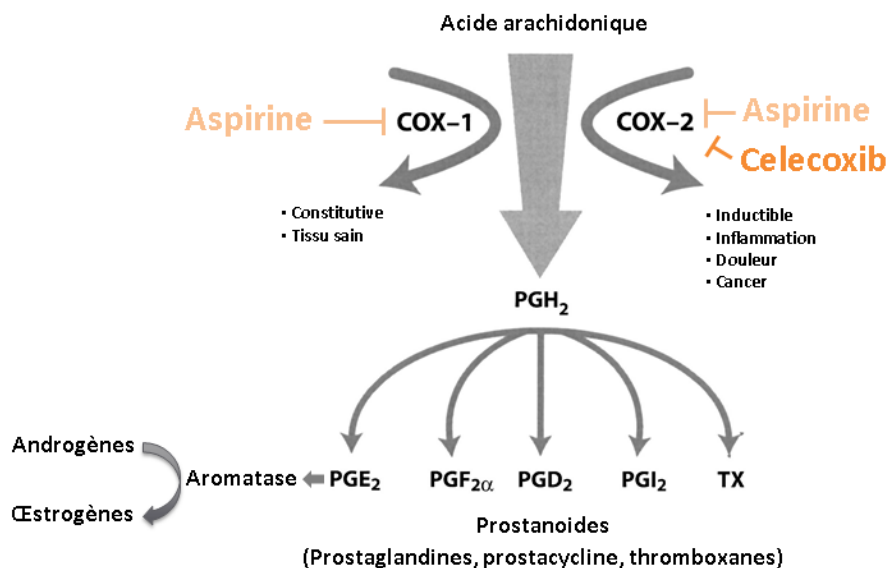 Acide arachidonique
Aspirine
COX-1
COX-2
Aspirine
Celecoxib
▪ Constitutive
▪ Tissu sain
▪ Inductible
▪ Inflammation
▪ Douleur
▪ Cancer
PGH₂
Androgènes
Aromatase
Œstrogènes
PGE₂
PGF₂α
PGD₂
PGI₂
TX
Prostanoides
(Prostaglandines, prostacycline, thromboxanes)